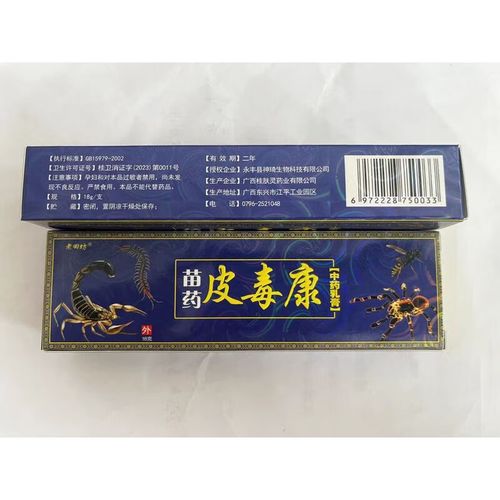 【执行标准】GB15979-2002
【卫生许可证号】桂卫消证字(2023)第0011号
【注意事项】孕妇和对本品过敏者禁用，尚未发
现不良反应。严禁食用，本品不能代替药品。
【规 格】18g/支
【贮 藏】密闭，置阴凉干燥处保存；
【有 效 期】二年
【授权企业】永丰县神琦生物科技有限公司
【生产企业】广西桂肤灵药业有限公司
【生产地址】广西东兴市江平工业园区
【电 话】0796-2521048
6 972228 750033
老田坊®
苗药
皮毒康
【中药乳膏】
外
18克